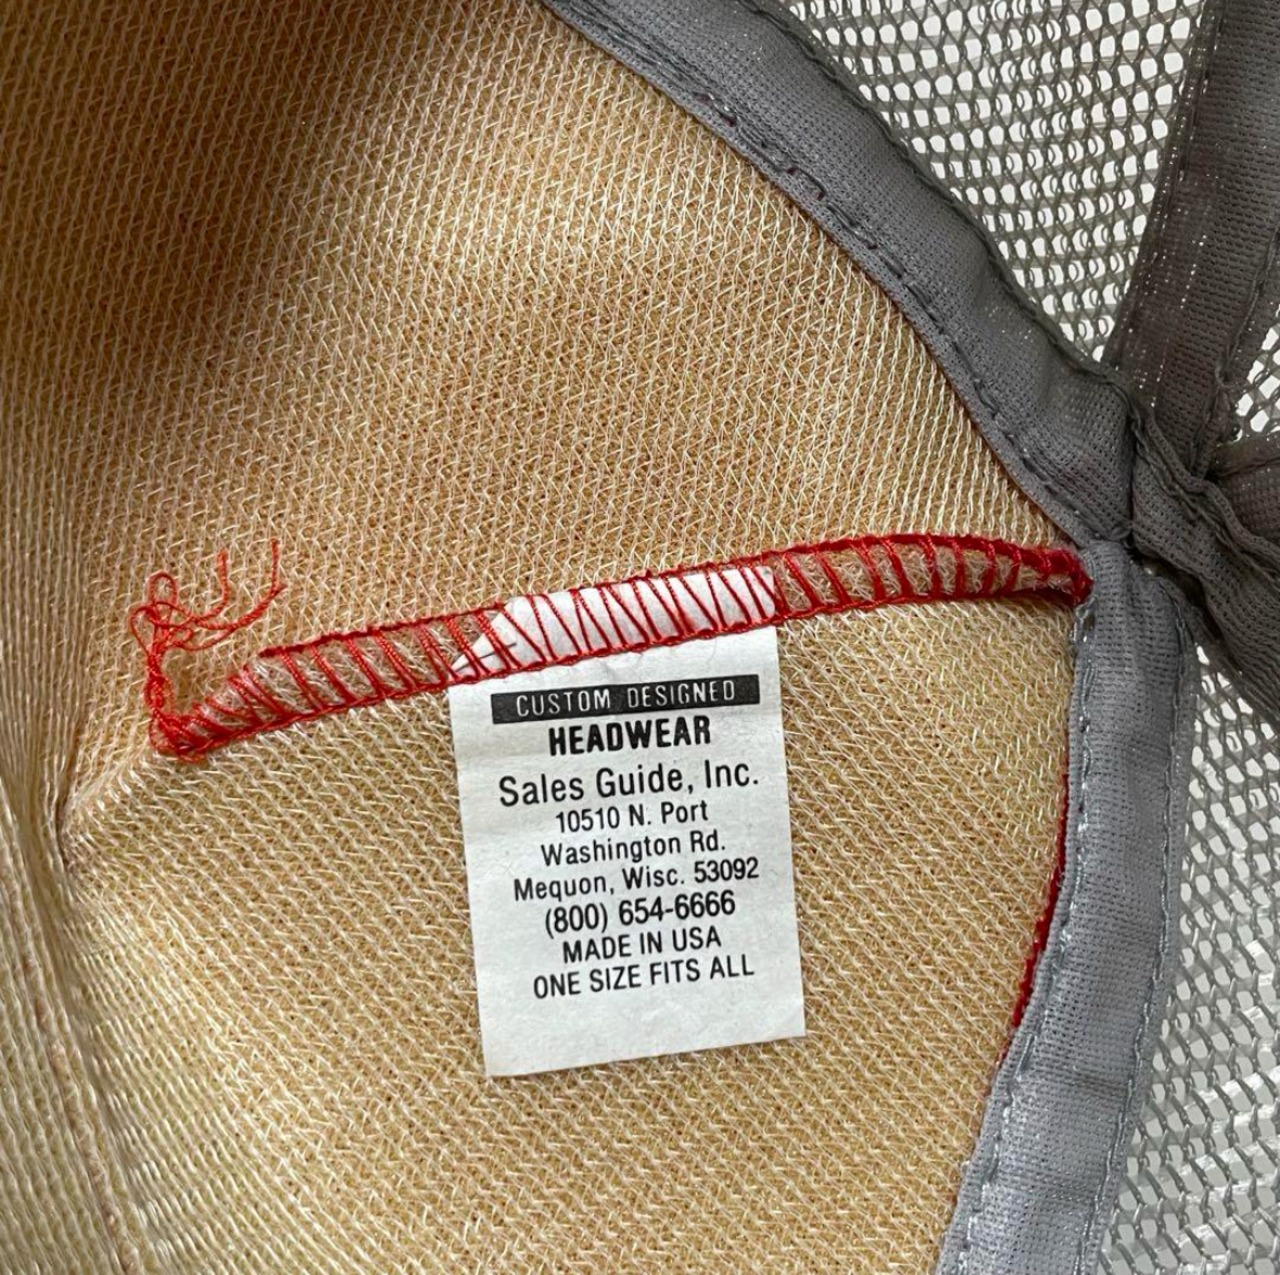 CUSTOM DESIGNED
HEADWEAR
Sales Guide, Inc.
10510 N. Port
Washington Rd.
Mequon, Wisc. 53092
(800) 654-6666
MADE IN USA
ONE SIZE FITS ALL